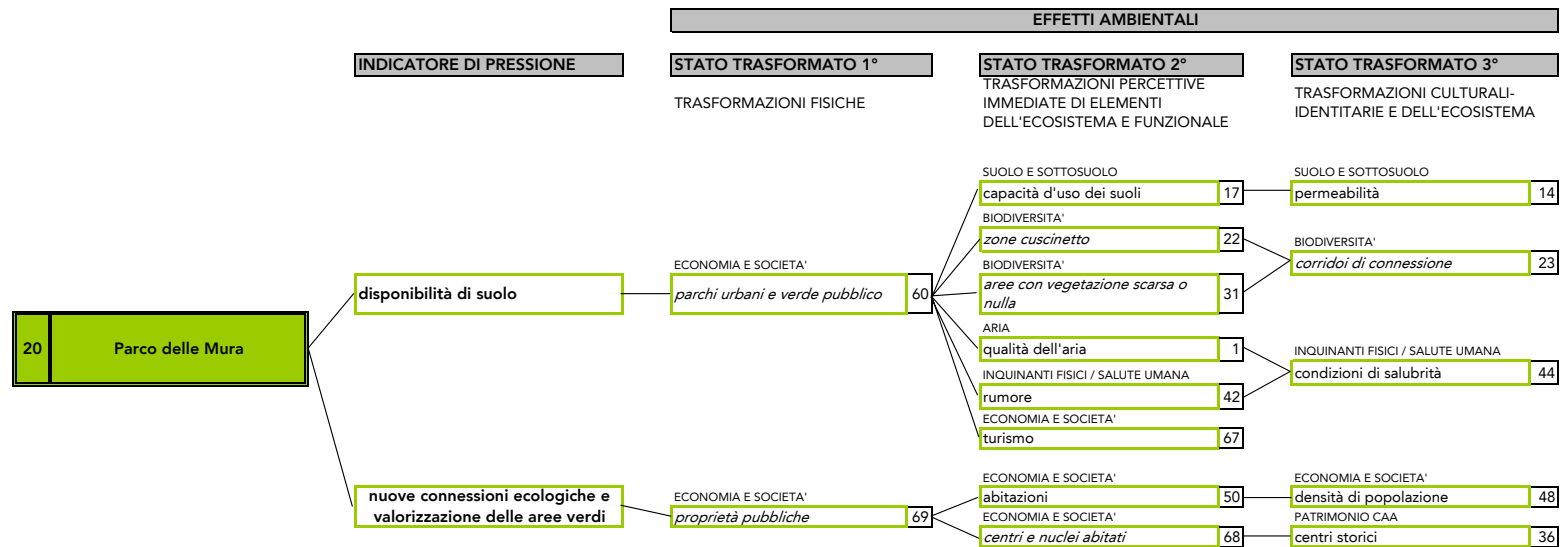 EFFETTI AMBIENTALI
INDICATORE DI PRESSIONE
STATO TRASFORMATO 1°
STATO TRASFORMATO 2°
STATO TRASFORMATO 3°
TRASFORMAZIONI FISICHE
TRASFORMAZIONI PERCETTIVE
IMMEDIATE DI ELEMENTI
DELL'ECOSISTEMA E FUNZIONALE
TRASFORMAZIONI CULTURALI-
IDENTITARIE E DELL'ECOSISTEMA
20 Parco delle Mura
disponibilità di suolo
ECONOMIA E SOCIETA'
parchi urbani e verde pubblico 60
SUOLO E SOTTOSUOLO
capacità d'uso dei suoli 17
SUOLO E SOTTOSUOLO
permeabilità 14
BIODIVERSITA'
zone cuscinetto 22
BIODIVERSITA'
aree con vegetazione scarsa o
nulla 31
BIODIVERSITA'
corridoi di connessione 23
ARIA
qualità dell'aria 1
INQUINANTI FISICI / SALUTE UMANA
rumore 42
INQUINANTI FISICI / SALUTE UMANA
condizioni di salubrità 44
ECONOMIA E SOCIETA'
turismo 67
nuove connessioni ecologiche e
valorizzazione delle aree verdi
ECONOMIA E SOCIETA'
proprietà pubbliche 69
ECONOMIA E SOCIETA'
abitazioni 50
ECONOMIA E SOCIETA'
densità di popolazione 48
ECONOMIA E SOCIETA'
centri e nuclei abitati 68
PATRIMONIO CAA
centri storici 36